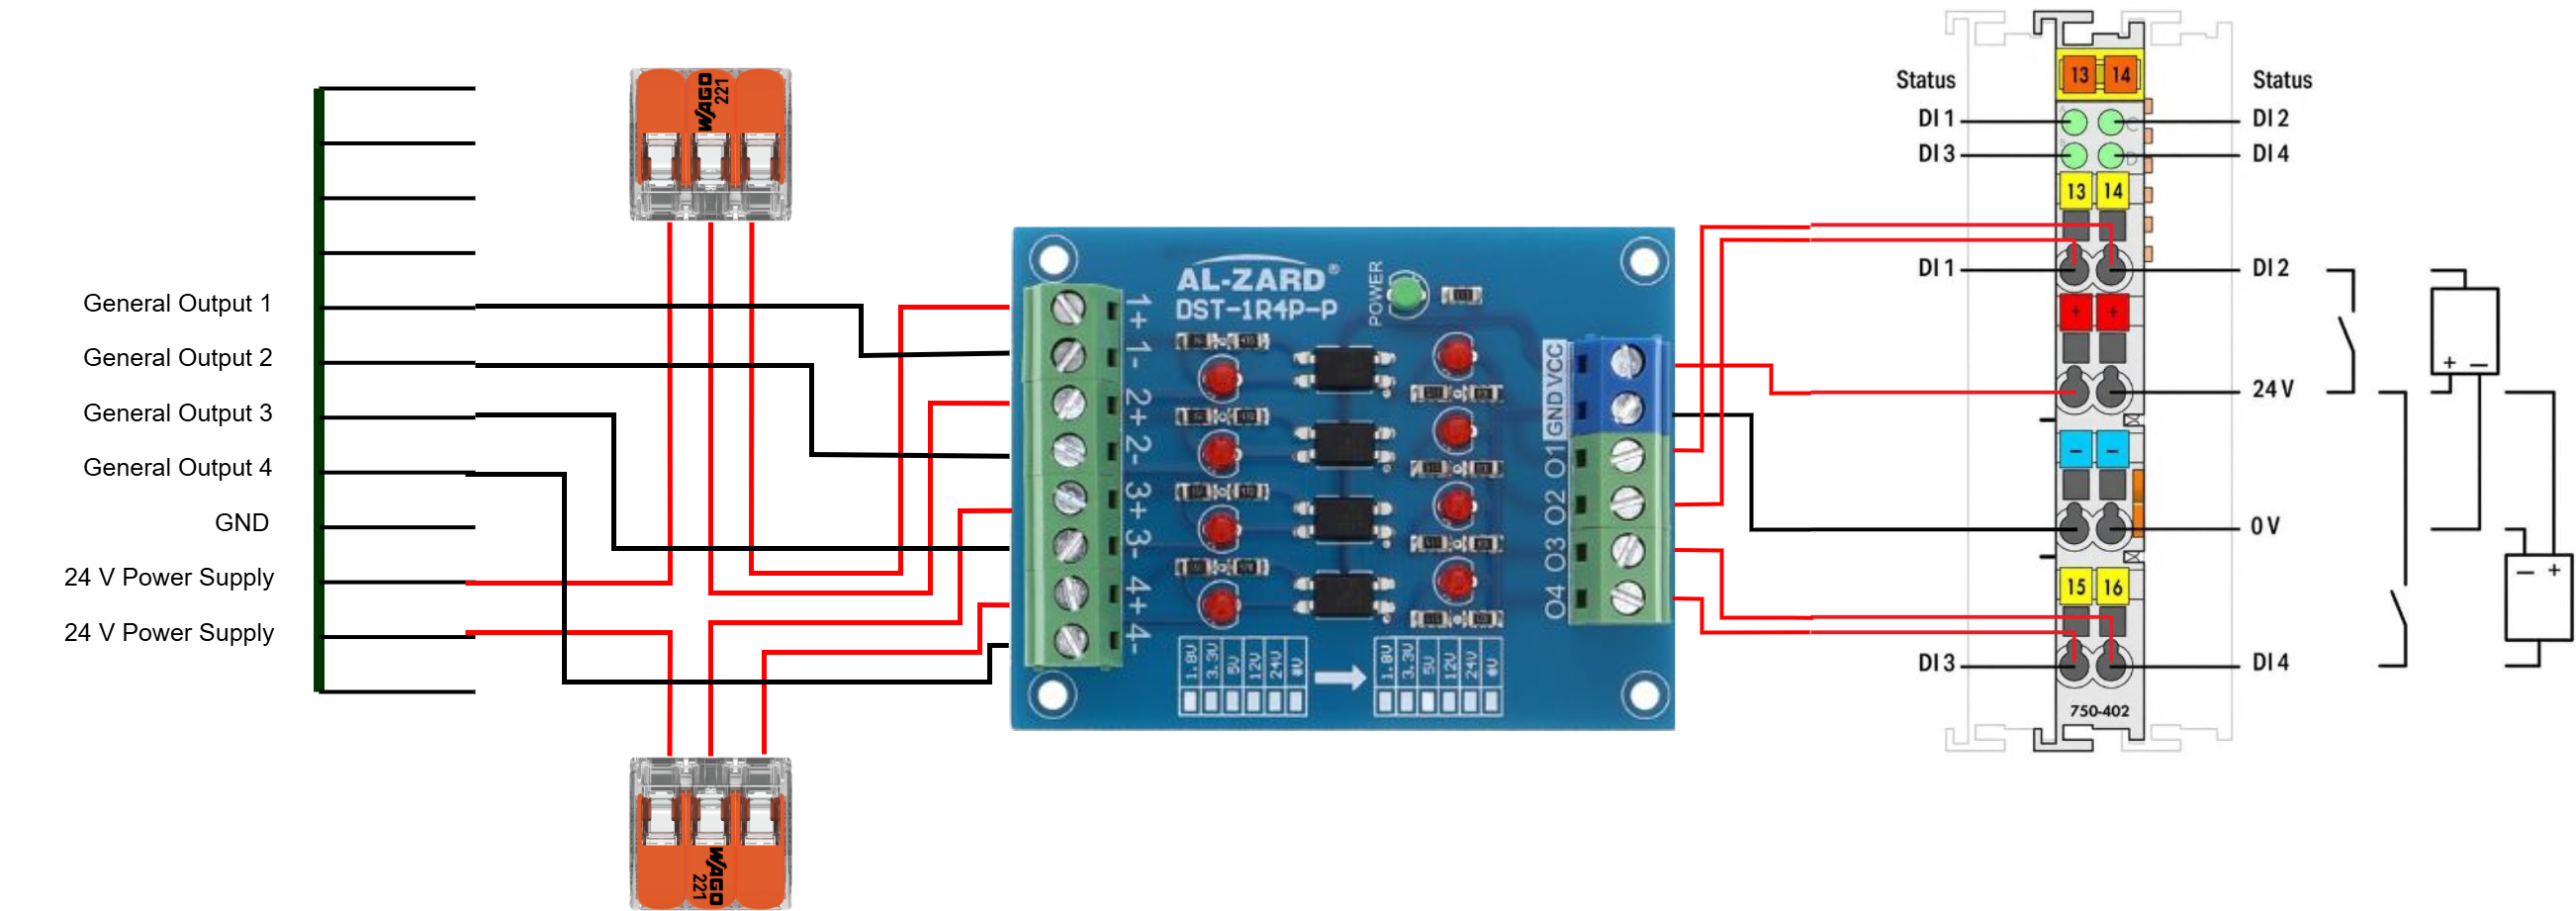 General Output 1
General Output 2
General Output 3
General Output 4
GND
24 V Power Supply
24 V Power Supply
WAGO
221
WAGO
221
AL-ZARD®
DST-1R4P-P
POWER
1+
1-
2+
2-
3+
3-
4+
4-
GND VCC
O1
O2
O3
O4
1.8V
3.3V
5V
12V
24V
1.8V
3.3V
5V
12V
24V
Status
DI 1
DI 3
DI 1
DI 3
13 14
A C
B D
13 14
+ +
− −
15 16
750-402
Status
DI 2
DI 4
DI 2
24 V
0 V
DI 4
+ −
− +